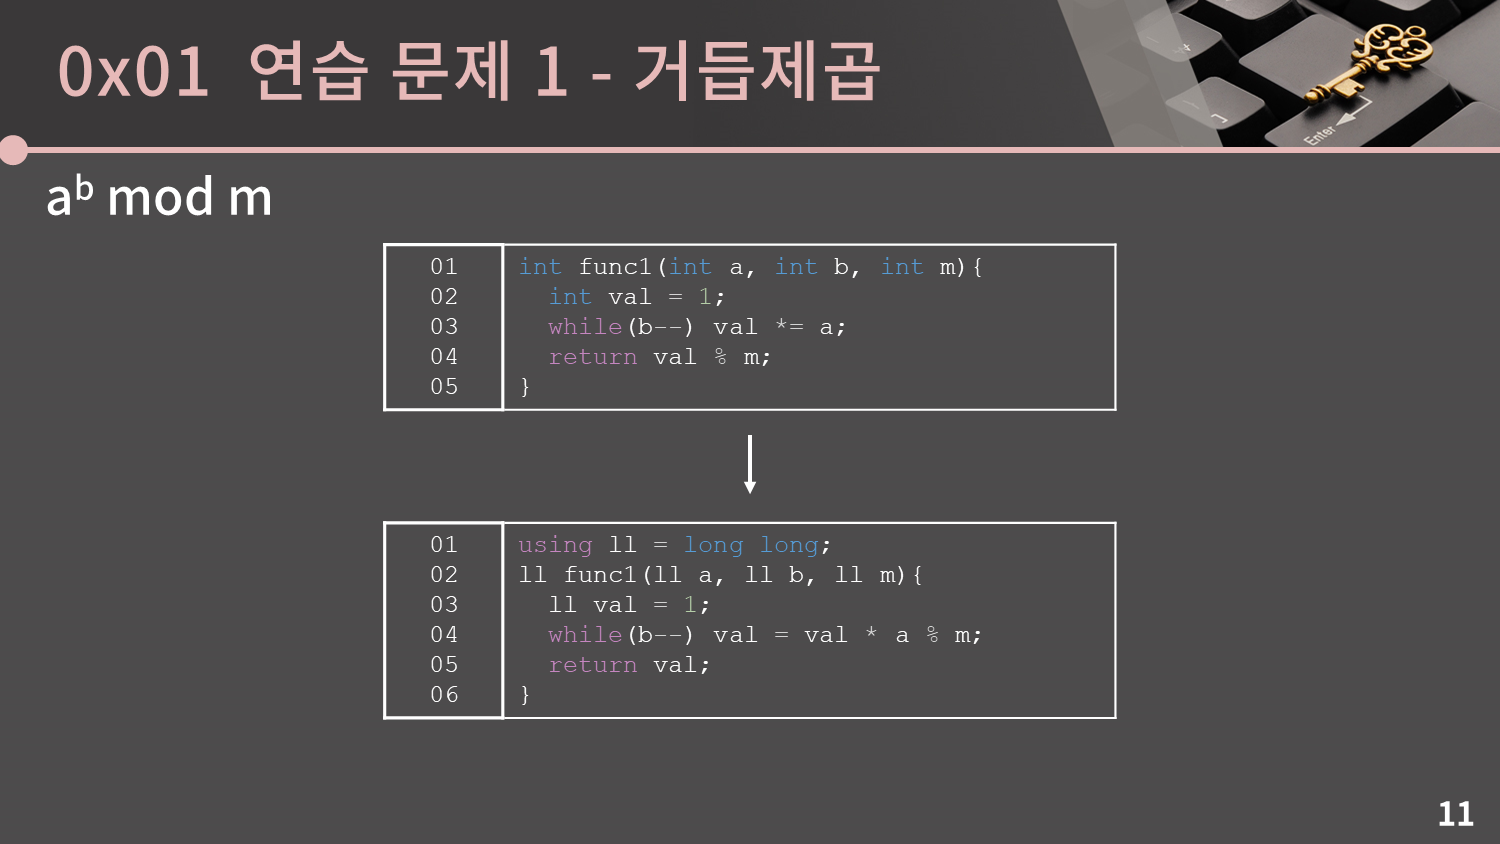 0x01 연습 문제 1 - 거듭제곱
aᵇ mod m
01 int func1(int a, int b, int m){
02   int val = 1;
03   while(b--) val *= a;
04   return val % m;
05 }
01 using ll = long long;
02 ll func1(ll a, ll b, ll m){
03   ll val = 1;
04   while(b--) val = val * a % m;
05   return val;
06 }
Enter
11